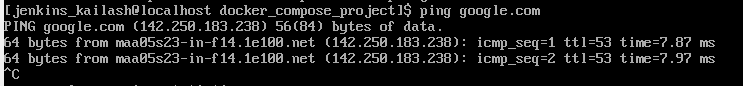 [jenkins_kailash@localhost docker_compose_project]$ ping google.com
PING google.com (142.250.183.238) 56(84) bytes of data.
64 bytes from maa05s23-in-f14.1e100.net (142.250.183.238): icmp_seq=1 ttl=53 time=7.87 ms
64 bytes from maa05s23-in-f14.1e100.net (142.250.183.238): icmp_seq=2 ttl=53 time=7.97 ms
^C